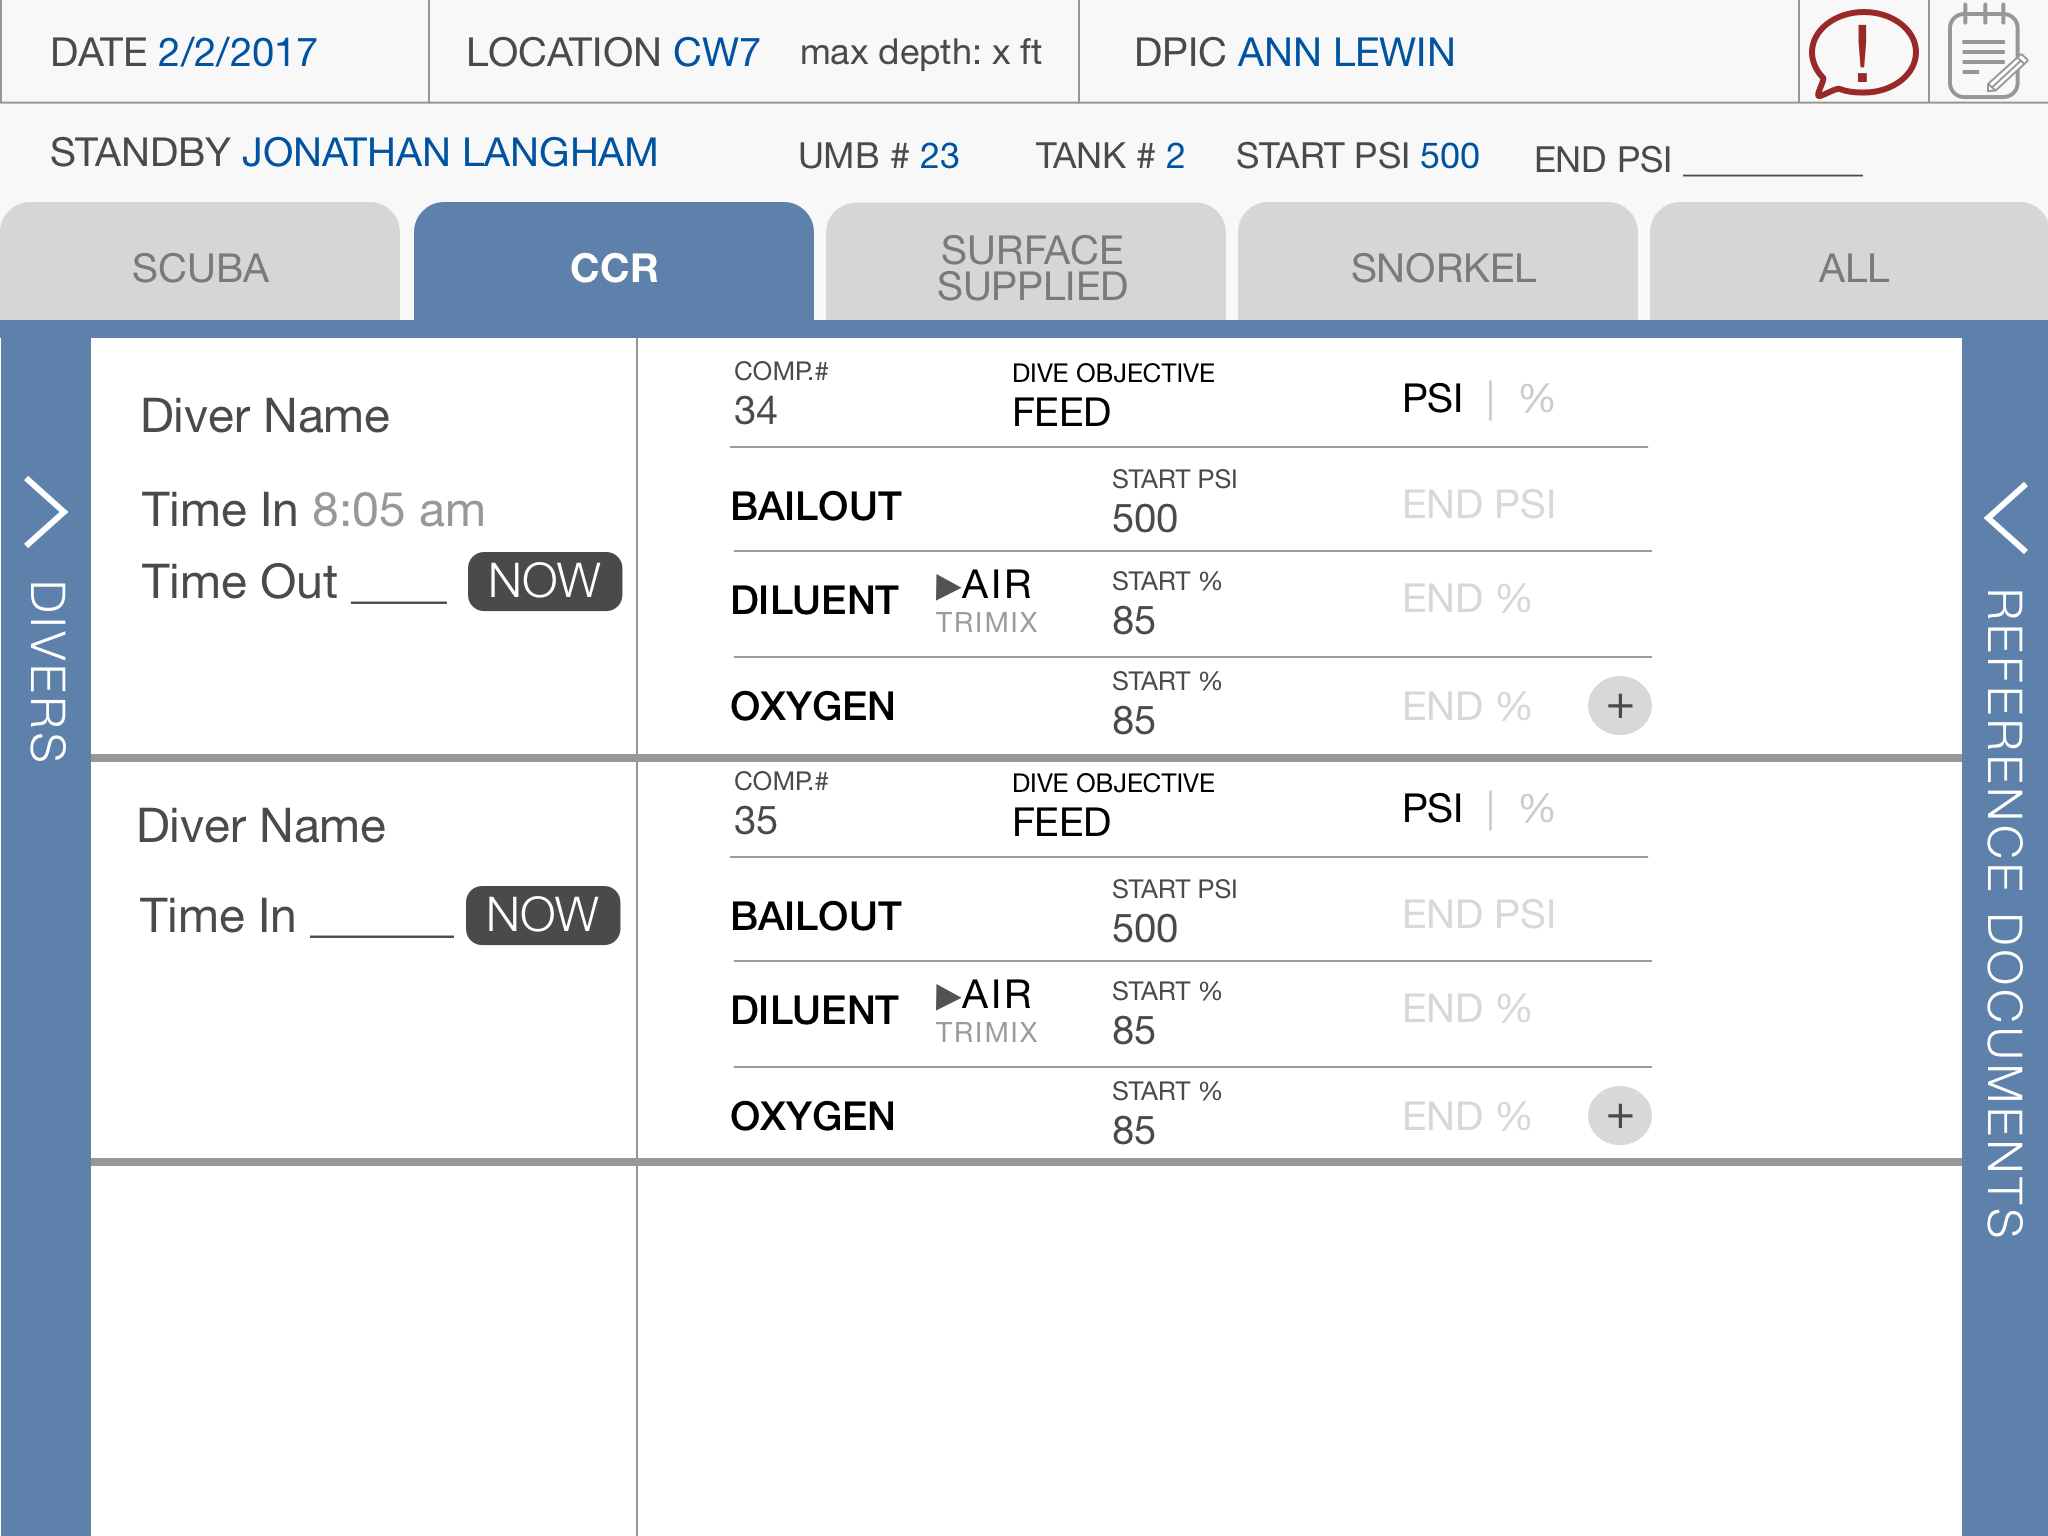 DATE 2/2/2017
LOCATION CW7 max depth: x ft
DPIC ANN LEWIN
!
STANDBY JONATHAN LANGHAM
UMB # 23
TANK # 2
START PSI 500
END PSI
SCUBA
CCR
SURFACE
SUPPLIED
SNORKEL
ALL
DIVERS
Diver Name
Time In 8:05 am
Time Out
NOW
COMP.#
34
DIVE OBJECTIVE
FEED
PSI | %
BAILOUT
START PSI
500
END PSI
DILUENT
▶AIR
TRIMIX
START %
85
END %
OXYGEN
START %
85
END %
+
Diver Name
Time In
NOW
COMP.#
35
DIVE OBJECTIVE
FEED
PSI | %
BAILOUT
START PSI
500
END PSI
DILUENT
▶AIR
TRIMIX
START %
85
END %
OXYGEN
START %
85
END %
+
REFERENCE DOCUMENTS